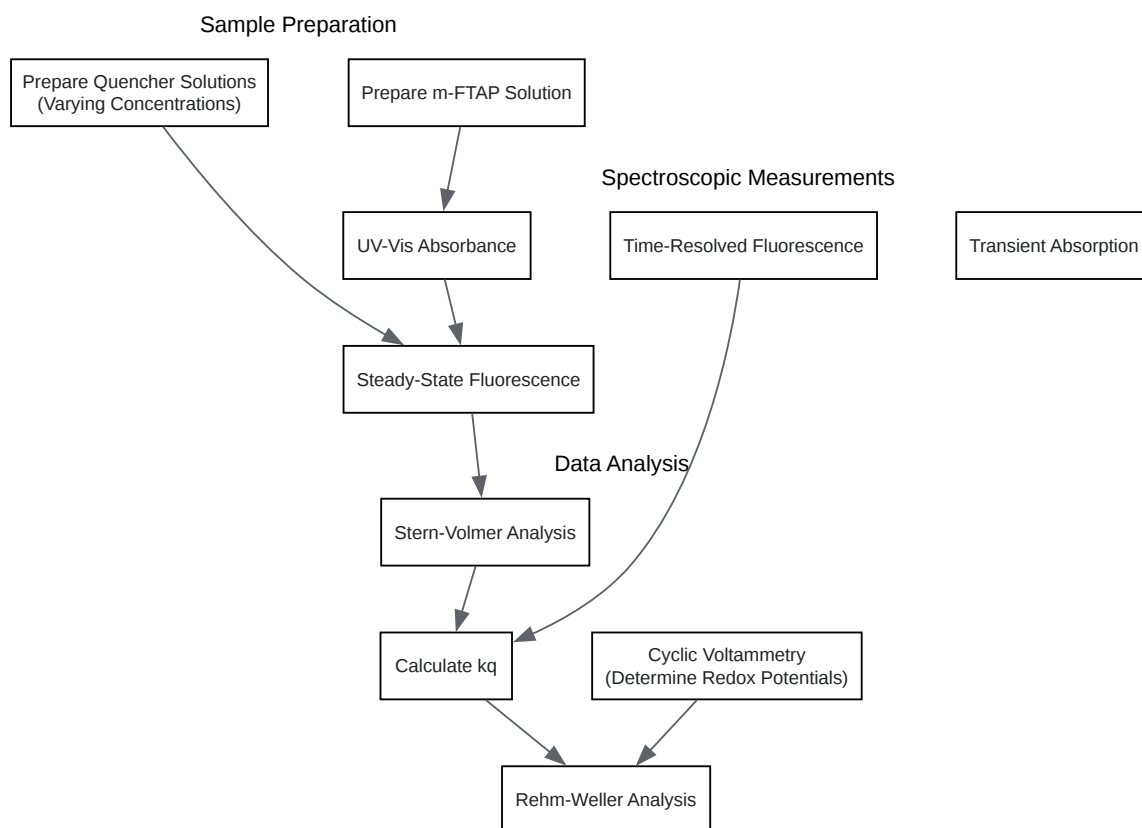 Sample Preparation
Prepare Quencher Solutions
(Varying Concentrations)
Prepare m-FTAP Solution
Spectroscopic Measurements
UV-Vis Absorbance
Time-Resolved Fluorescence
Transient Absorption
Steady-State Fluorescence
Data Analysis
Stern-Volmer Analysis
Calculate kq
Cyclic Voltammetry
(Determine Redox Potentials)
Rehm-Weller Analysis